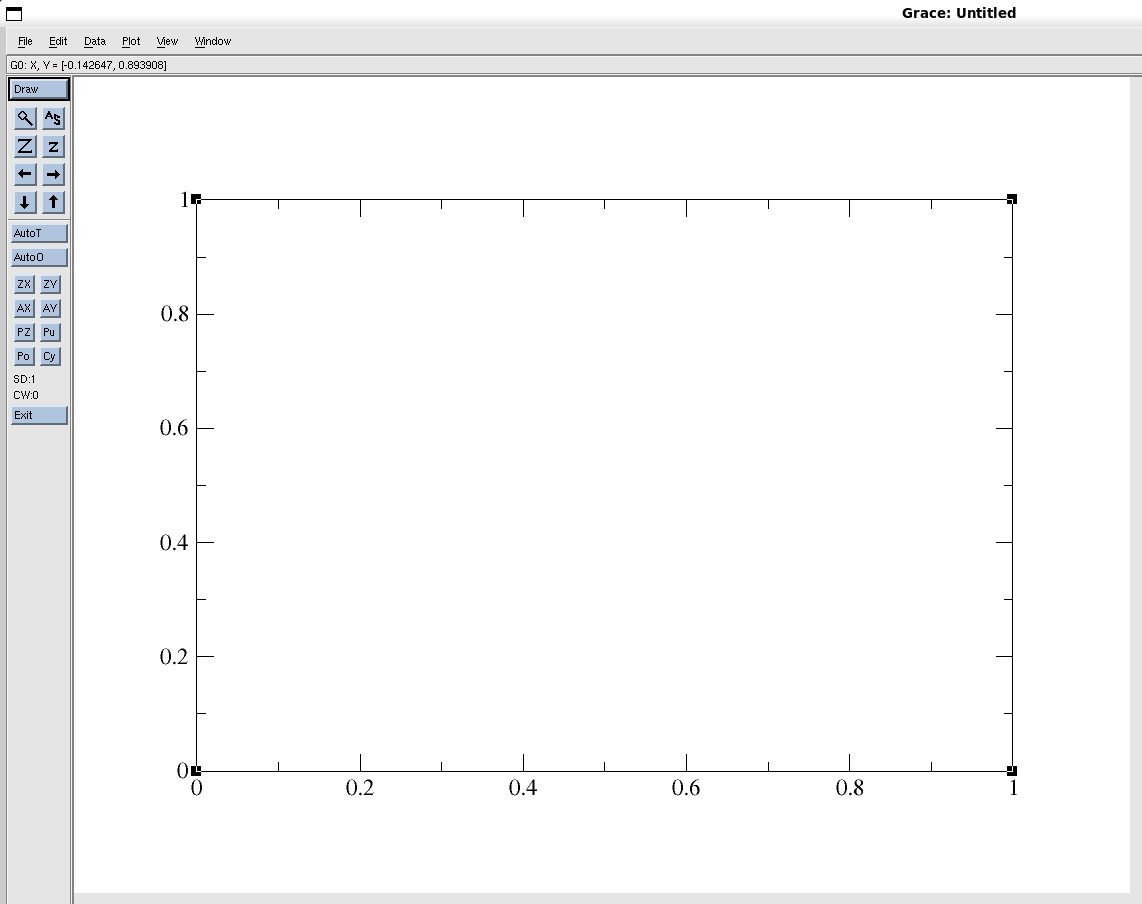 Grace: Untitled
File Edit Data Plot View Window
G0: X, Y = [-0.142647, 0.893908]
Draw
AS
Z z
AutoT
AutoO
ZX ZY
AX AY
PZ Pu
Po Cy
SD:1
CW:0
Exit
1
0.8
0.6
0.4
0.2
0
0 0.2 0.4 0.6 0.8 1